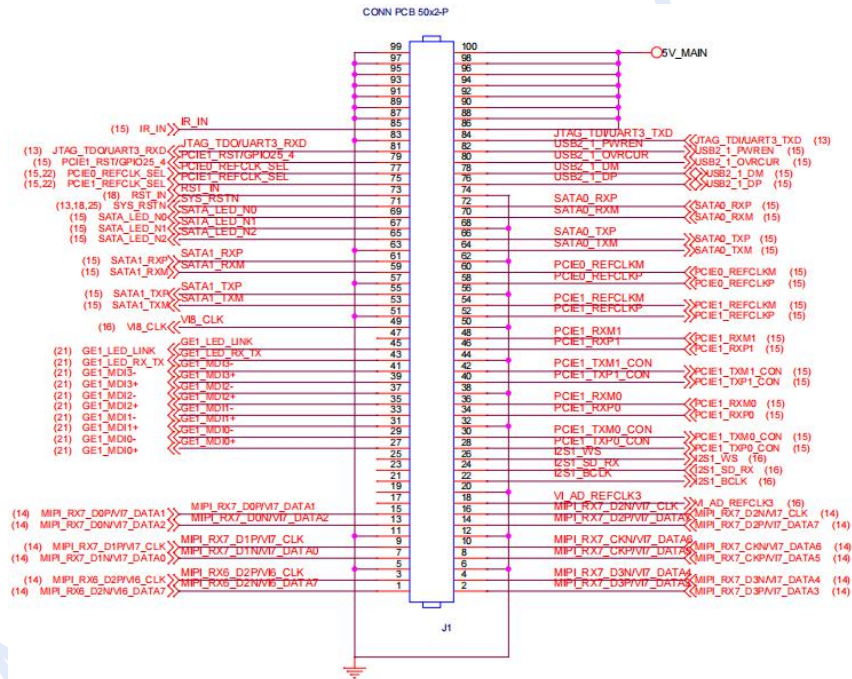 CONN PCB 50x2-P
99 100 5V_MAIN
97 98
95 96
93 94
91 92
89 90
87 88
(15) IR_IN IR_IN 85 86
83 84 JTAG_TDI/UART3_TXD JTAG_TDI/UART3_TXD (13)
(13) JTAG_TDO/UART3_RXD JTAG_TDO/UART3_RXD 81 82 USB2_1_PWREN USB2_1_PWREN (15)
(15) PCIE1_RST/GPIO25_4 PCIE1_RST/GPIO25_4 79 80 USB2_1_OVRCUR USB2_1_OVRCUR (15)
(15,22) PCIE0_REFCLK_SEL PCIE0_REFCLK_SEL 77 78 USB2_1_DM USB2_1_DM (15)
(15,22) PCIE1_REFCLK_SEL PCIE1_REFCLK_SEL 75 76 USB2_1_DP USB2_1_DP (15)
(18) RST_IN RST_IN 73 74
(13,18,25) SYS_RSTN SYS_RSTN 71 72 SATA0_RXP SATA0_RXP (15)
(15) SATA_LED_N0 SATA_LED_N0 69 70 SATA0_RXM SATA0_RXM (15)
(15) SATA_LED_N1 SATA_LED_N1 67 68
(15) SATA_LED_N2 SATA_LED_N2 65 66 SATA0_TXP SATA0_TXP (15)
63 64 SATA0_TXM SATA0_TXM (15)
(15) SATA1_RXP SATA1_RXP 61 62
(15) SATA1_RXM SATA1_RXM 59 60 PCIE0_REFCLKM PCIE0_REFCLKM (15)
57 58 PCIE0_REFCLKP PCIE0_REFCLKP (15)
(15) SATA1_TXP SATA1_TXP 55 56
(15) SATA1_TXM SATA1_TXM 53 54 PCIE1_REFCLKM PCIE1_REFCLKM (15)
51 52 PCIE1_REFCLKP PCIE1_REFCLKP (15)
(16) VI8_CLK VI8_CLK 49 50
47 48 PCIE1_RXM1 PCIE1_RXM1 (15)
(21) GE1_LED_LINK GE1_LED_LINK 45 46 PCIE1_RXP1 PCIE1_RXP1 (15)
(21) GE1_LED_RX_TX GE1_LED_RX_TX 43 44
(21) GE1_MDI3- GE1_MDI3- 41 42 PCIE1_TXM1_CON PCIE1_TXM1_CON (15)
(21) GE1_MDI3+ GE1_MDI3+ 39 40 PCIE1_TXP1_CON PCIE1_TXP1_CON (15)
(21) GE1_MDI2- GE1_MDI2- 37 38
(21) GE1_MDI2+ GE1_MDI2+ 35 36 PCIE1_RXM0 PCIE1_RXM0 (15)
(21) GE1_MDI1- GE1_MDI1- 33 34 PCIE1_RXP0 PCIE1_RXP0 (15)
(21) GE1_MDI1+ GE1_MDI1+ 31 32
(21) GE1_MDI0- GE1_MDI0- 29 30 PCIE1_TXM0_CON PCIE1_TXM0_CON (15)
(21) GE1_MDI0+ GE1_MDI0+ 27 28 PCIE1_TXP0_CON PCIE1_TXP0_CON (15)
25 26 I2S1_WS I2S1_WS (16)
23 24 I2S1_SD_RX I2S1_SD_RX (16)
21 22 I2S1_BCLK I2S1_BCLK (16)
19 20
17 18 VI_AD_REFCLK3 VI_AD_REFCLK3 (16)
(14) MIPI_RX7_D0P/VI7_DATA1 MIPI_RX7_D0P/VI7_DATA1 15 16 MIPI_RX7_D2N/VI7_CLK MIPI_RX7_D2N/VI7_CLK (14)
(14) MIPI_RX7_D0N/VI7_DATA2 MIPI_RX7_D0N/VI7_DATA2 13 14 MIPI_RX7_D2P/VI7_DATA7 MIPI_RX7_D2P/VI7_DATA7 (14)
11 12
(14) MIPI_RX7_D1P/VI7_CLK MIPI_RX7_D1P/VI7_CLK 9 10 MIPI_RX7_CKN/VI7_DATA6 MIPI_RX7_CKN/VI7_DATA6 (14)
(14) MIPI_RX7_D1N/VI7_DATA0 MIPI_RX7_D1N/VI7_DATA0 7 8 MIPI_RX7_CKP/VI7_DATA5 MIPI_RX7_CKP/VI7_DATA5 (14)
5 6
(14) MIPI_RX6_D2P/VI6_CLK MIPI_RX6_D2P/VI6_CLK 3 4 MIPI_RX7_D3N/VI7_DATA4 MIPI_RX7_D3N/VI7_DATA4 (14)
(14) MIPI_RX6_D2N/VI6_DATA7 MIPI_RX6_D2N/VI6_DATA7 1 2 MIPI_RX7_D3P/VI7_DATA3 MIPI_RX7_D3P/VI7_DATA3 (14)
J1